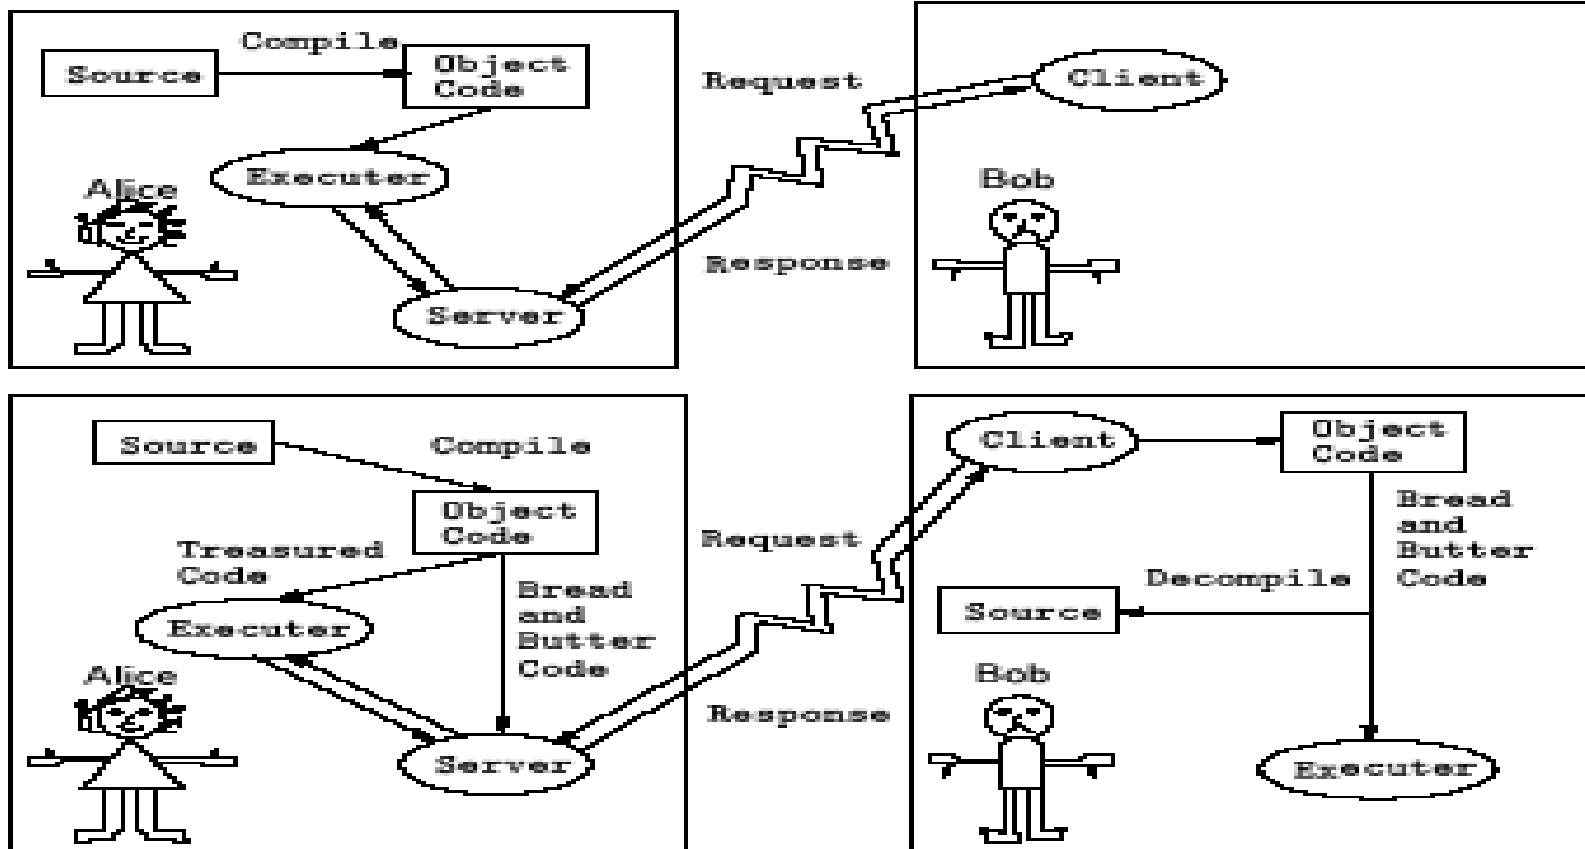 Compile
Source
Object
Code
Executer
Alice
Server
Request
Response
Client
Bob
Source
Compile
Object
Code
Treasured
Code
Bread
and
Butter
Code
Executer
Alice
Server
Request
Response
Client
Object
Code
Bread
and
Butter
Code
Decompile
Source
Bob
Executer